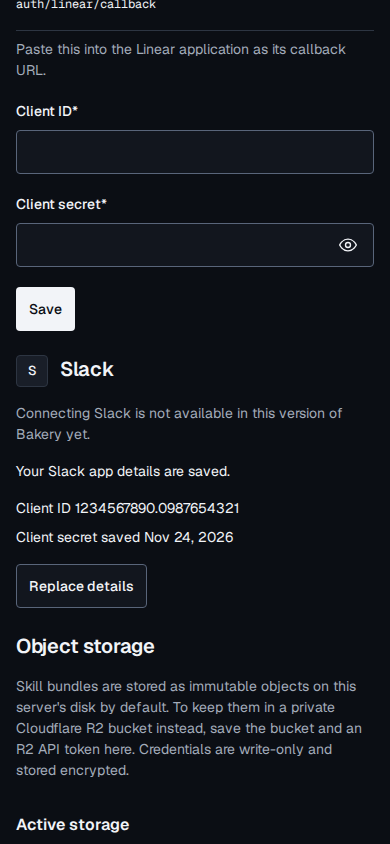 auth/linear/callback
Paste this into the Linear application as its callback
URL.
Client ID*
Client secret*
Save
S
Slack
Connecting Slack is not available in this version of
Bakery yet.
Your Slack app details are saved.
Client ID 1234567890.0987654321
Client secret saved Nov 24, 2026
Replace details
Object storage
Skill bundles are stored as immutable objects on this
server's disk by default. To keep them in a private
Cloudflare R2 bucket instead, save the bucket and an
R2 API token here. Credentials are write-only and
stored encrypted.
Active storage